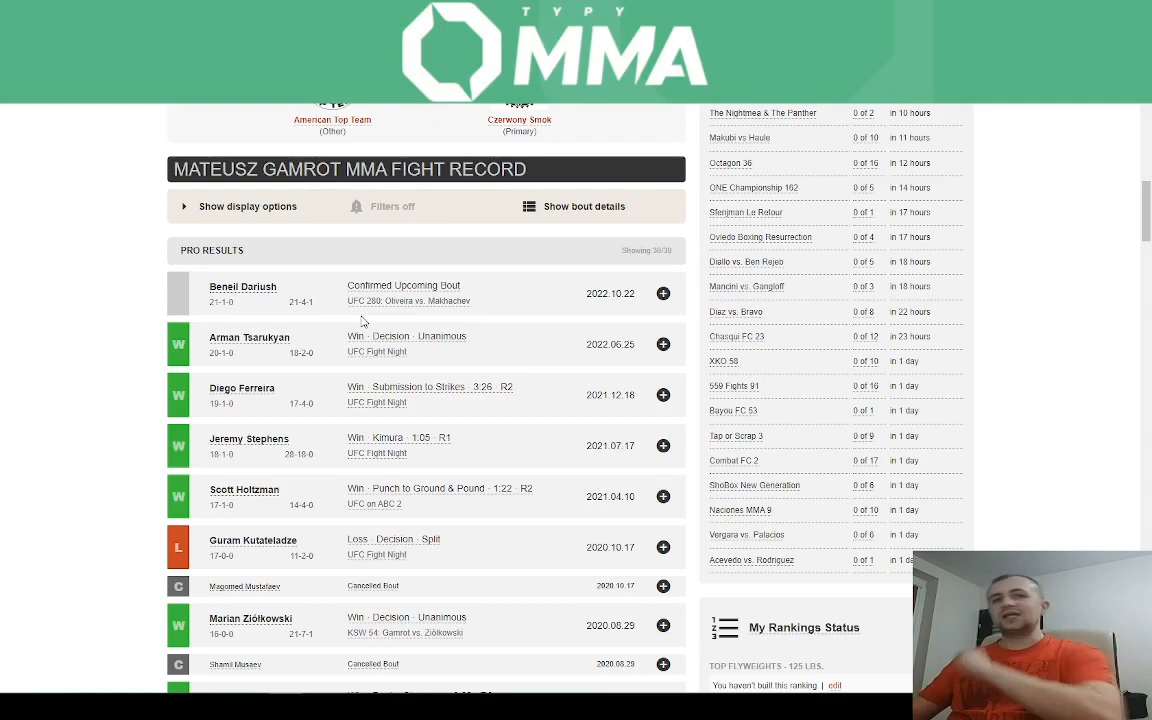 TYPY
MMA
American Top Team
(Other)
Czerwony Smok
(Primary)
MATEUSZ GAMROT MMA FIGHT RECORD
Show display options
Filters off
Show bout details
PRO RESULTS
Showing 30/30
Beneil Dariush
21-1-0 21-4-1
Confirmed Upcoming Bout
UFC 280: Oliveira vs. Makhachev
2022.10.22
W
Arman Tsarukyan
20-1-0 18-2-0
Win · Decision · Unanimous
UFC Fight Night
2022.06.25
W
Diego Ferreira
19-1-0 17-4-0
Win · Submission to Strikes · 3:26 · R2
UFC Fight Night
2021.12.18
W
Jeremy Stephens
18-1-0 28-18-0
Win · Kimura · 1:05 · R1
UFC Fight Night
2021.07.17
W
Scott Holtzman
17-1-0 14-4-0
Win · Punch to Ground & Pound · 1:22 · R2
UFC on ABC 2
2021.04.10
L
Guram Kutateladze
17-0-0 11-2-0
Loss · Decision · Split
UFC Fight Night
2020.10.17
C
Magomed Mustafaev
Cancelled Bout
2020.10.17
W
Marian Ziółkowski
16-0-0 21-7-1
Win · Decision · Unanimous
KSW 54: Gamrot vs. Ziółkowski
2020.08.29
C
Shamil Musaev
Cancelled Bout
2020.08.29
The Nightmea & The Panther 0 of 2 in 10 hours
Makubi vs Haule 0 of 10 in 11 hours
Octagon 36 0 of 16 in 12 hours
ONE Championship 162 0 of 5 in 14 hours
Sfenjman Le Retour 0 of 1 in 17 hours
Oviedo Boxing Resurrection 0 of 4 in 17 hours
Diallo vs. Ben Rejeb 0 of 5 in 18 hours
Mancini vs. Gangloff 0 of 3 in 18 hours
Diaz vs. Bravo 0 of 8 in 22 hours
Chasqui FC 23 0 of 12 in 23 hours
XKO 58 0 of 10 in 1 day
559 Fights 91 0 of 16 in 1 day
Bayou FC 53 0 of 1 in 1 day
Tap or Scrap 3 0 of 9 in 1 day
Combat FC 2 0 of 17 in 1 day
ShoBox New Generation 0 of 6 in 1 day
Naciones MMA 9 0 of 10 in 1 day
Vergara vs. Palacios 0 of 6 in 1 day
Acevedo vs. Rodriguez 0 of 1 in 1 da
1
2
3
My Rankings Status
TOP FLYWEIGHTS - 125 LBS.
You haven't built this ranking | edit